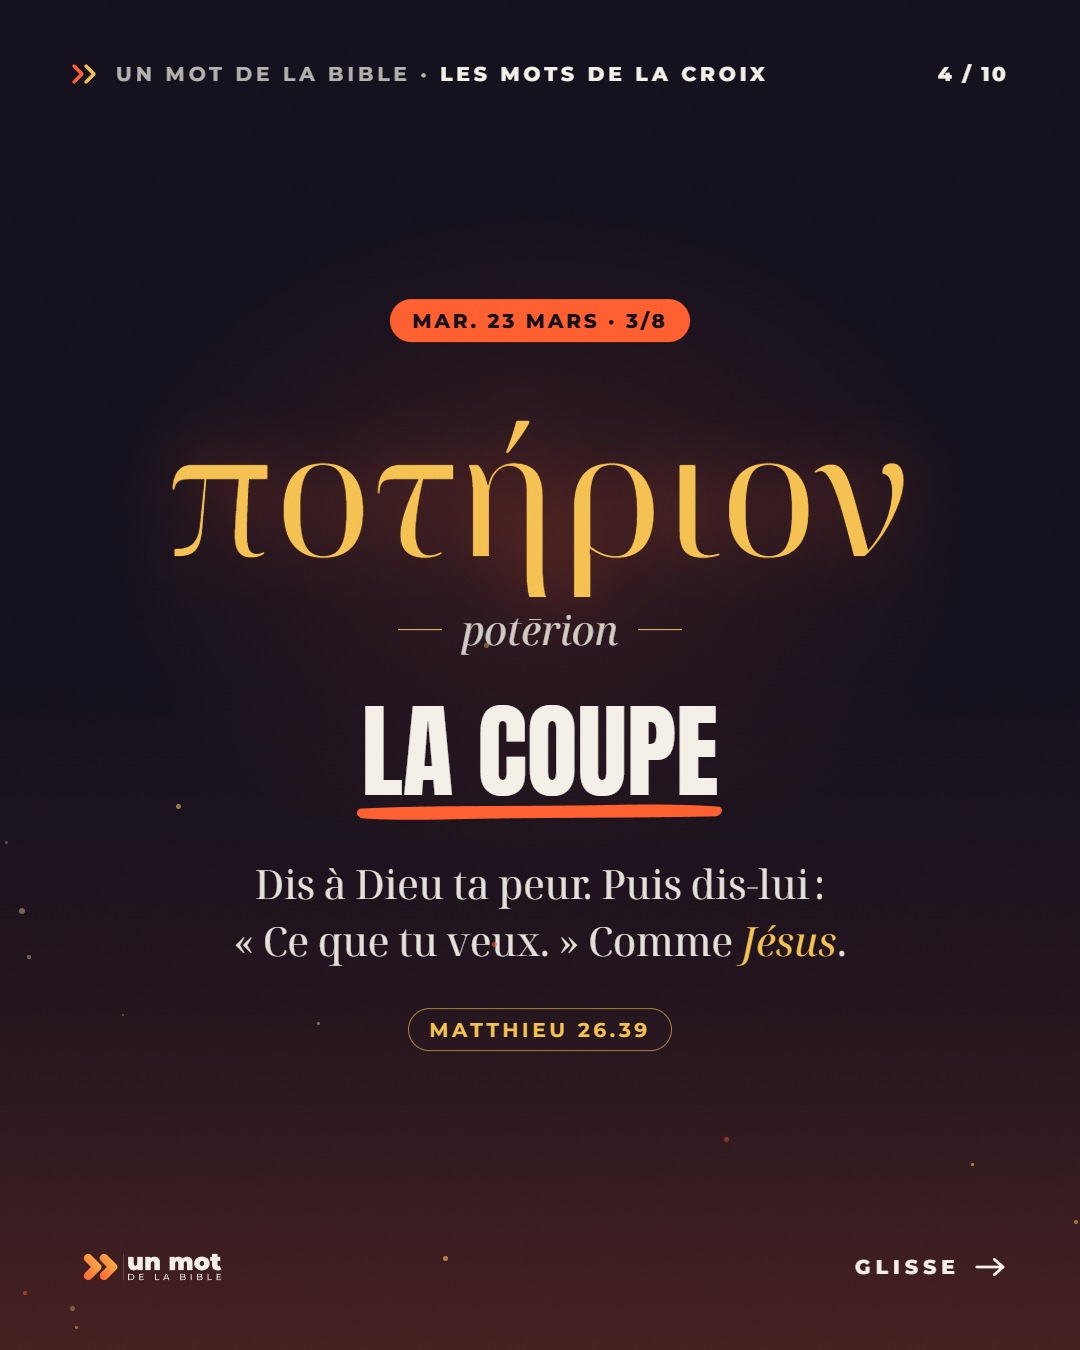 UN MOT DE LA BIBLE · LES MOTS DE LA CROIX
4 / 10
MAR. 23 MARS · 3/8
ποτήριον
potērion
LA COUPE
Dis à Dieu ta peur. Puis dis-lui :
« Ce que tu veux. » Comme Jésus.
MATTHIEU 26.39
un mot
DE LA BIBLE
GLISSE →